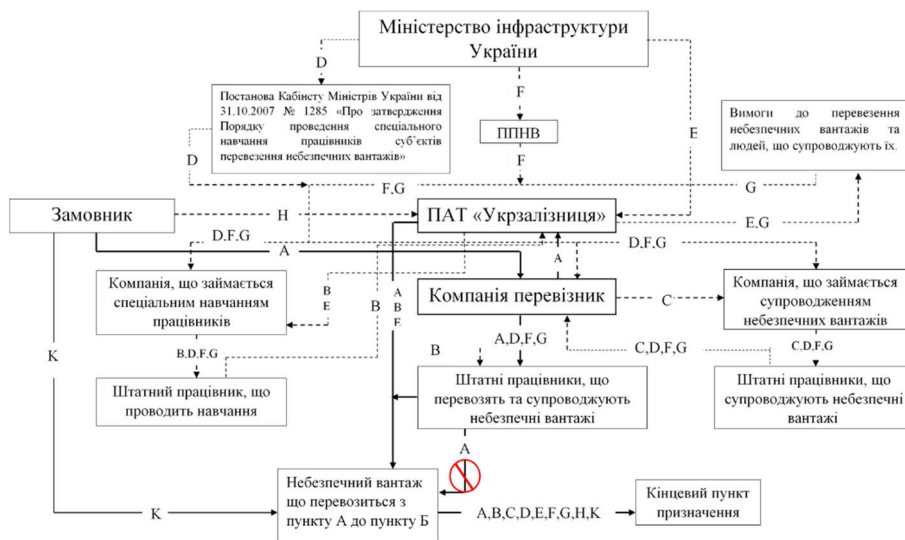 Міністерство інфраструктури
України
D
F
Постанова Кабінету Міністрів України від
31.10.2007 № 1285 «Про затвердження
Порядку проведення спеціального
навчання працівників суб`єктів
перевезення небезпечних вантажів»
ППНВ
E
Вимоги до перевезення
небезпечних вантажів та
людей, що супроводжують їх.
D
F
F,G
G
Замовник
H
ПАТ «Укрзалізниця»
E,G
D,F,G
A
A
D,F,G
Компанія, що займається
спеціальним навчанням
працівників
B
E
B
A
B
E
Компанія перевізник
C
Компанія, що займається
супроводженням
небезпечних вантажів
K
B,D,F,G
B
A,D,F,G
C,D,F,G
C,D,F,G
Штатний працівник, що
проводить навчання
Штатні працівники, що
перевозять та супроводжують
небезпечні вантажі
Штатні працівники, що
супроводжують небезпечні
вантажі
A
Небезпечний вантаж
що перевозиться з
пункту А до пункту Б
K
A,B,C,D,E,F,G,H,K
Кінцевий пункт
призначення